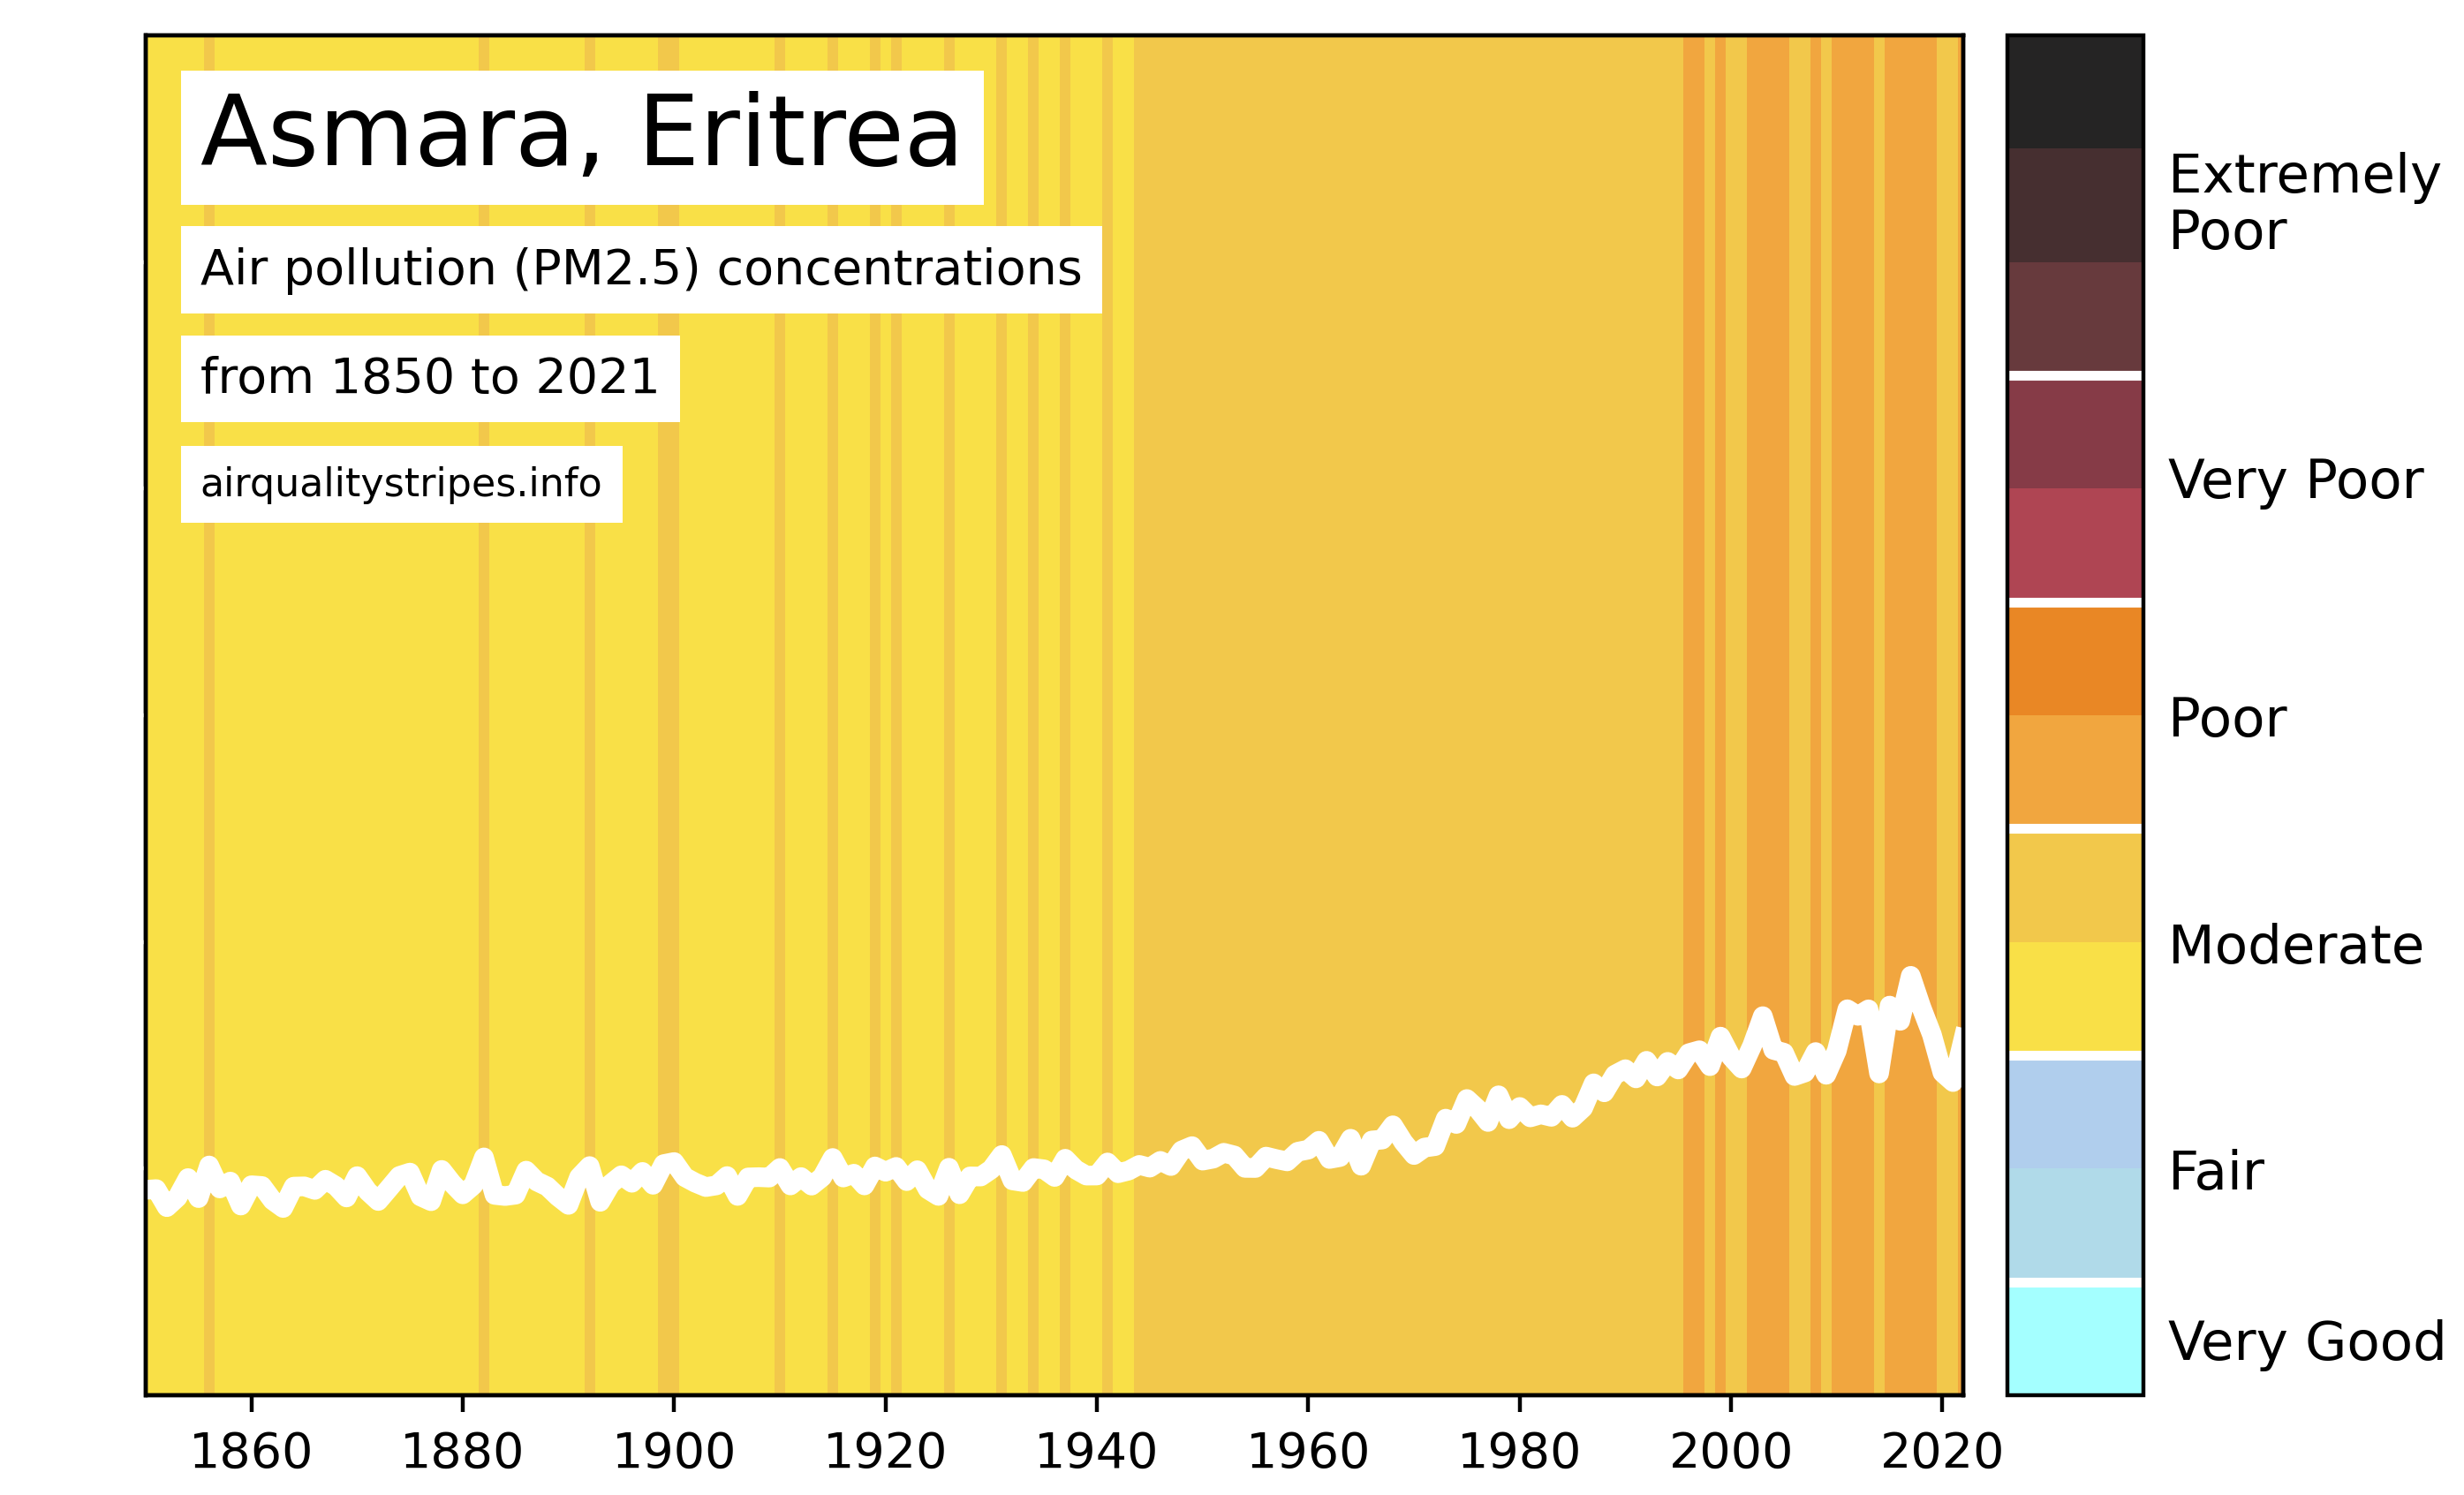 Asmara, Eritrea
Air pollution (PM2.5) concentrations
from 1850 to 2021
airqualitystripes.info
Extremely
Poor
Very Poor
Poor
Moderate
Fair
Very Good
1860 1880 1900 1920 1940 1960 1980 2000 2020